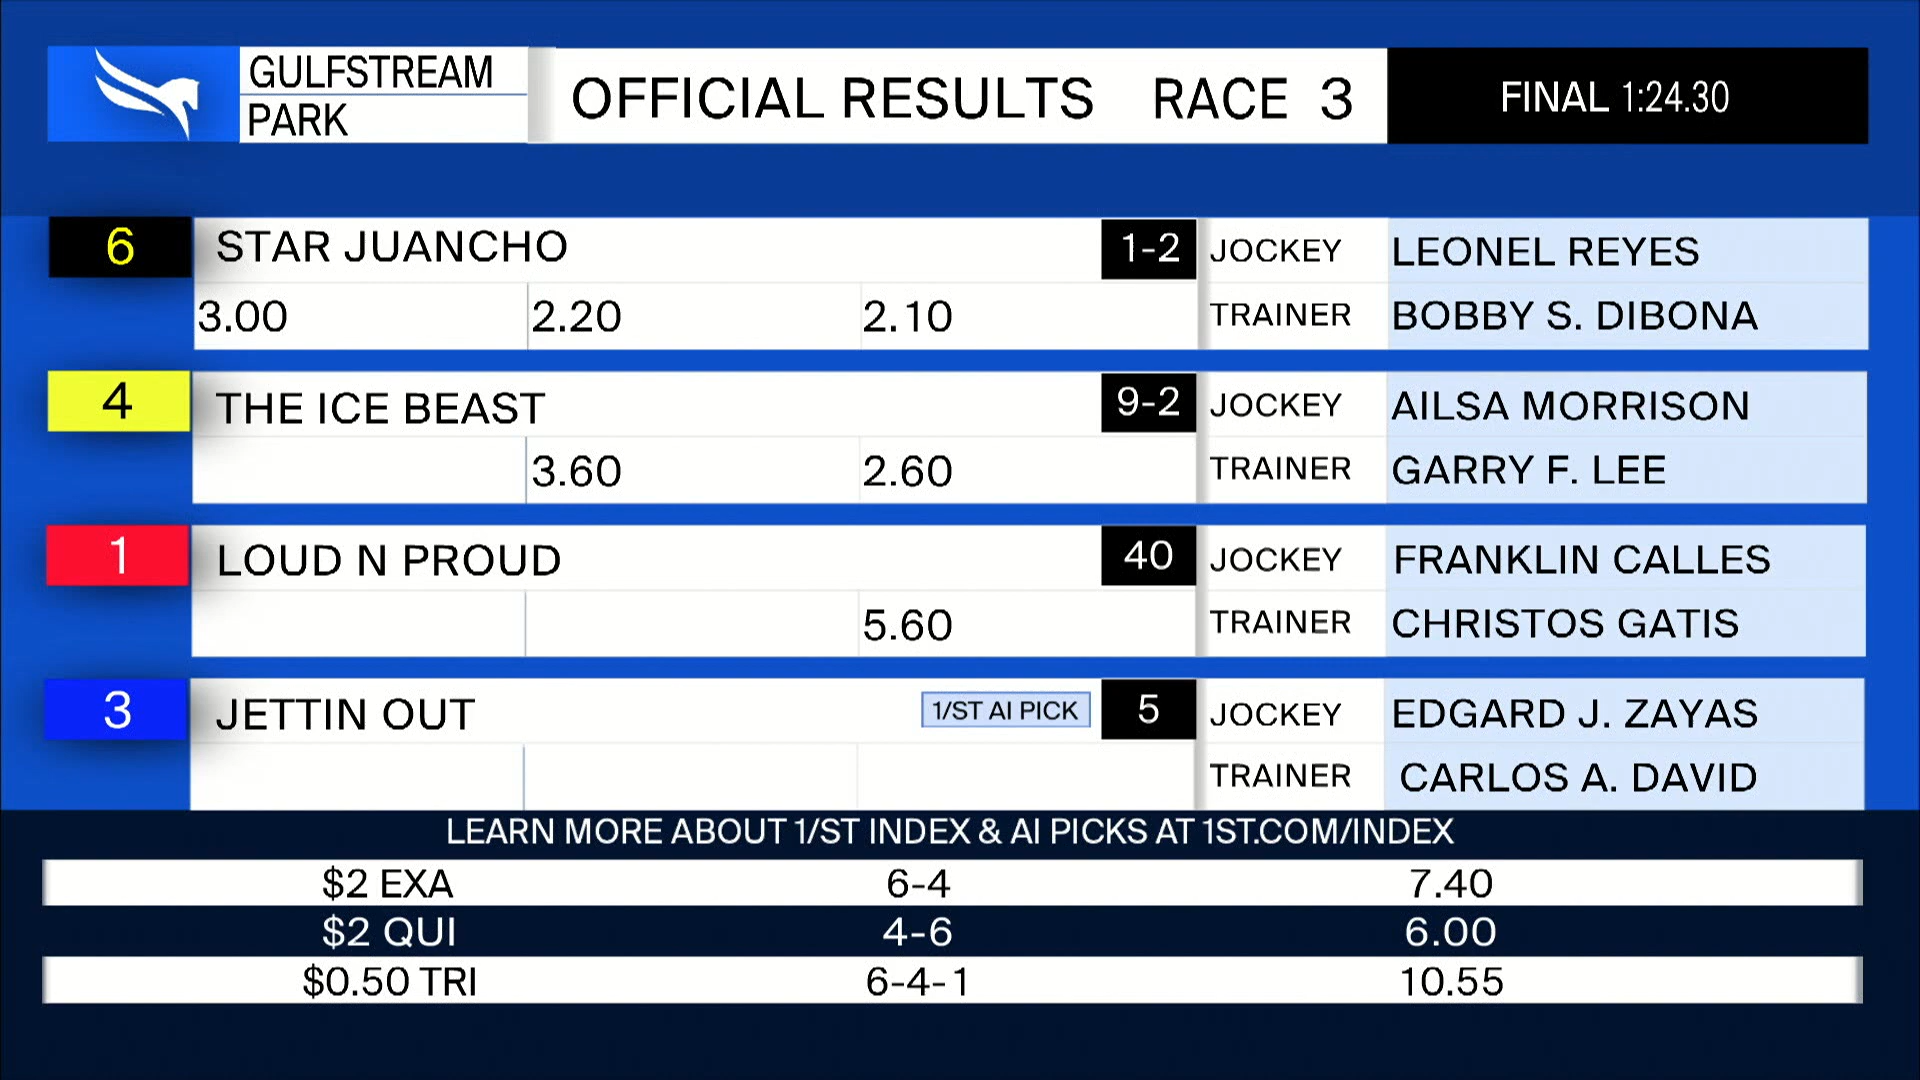 GULFSTREAM
PARK
OFFICIAL RESULTS RACE 3
FINAL 1:24.30
6 STAR JUANCHO 1-2 JOCKEY LEONEL REYES
3.00 2.20 2.10 TRAINER BOBBY S. DIBONA
4 THE ICE BEAST 9-2 JOCKEY AILSA MORRISON
3.60 2.60 TRAINER GARRY F. LEE
1 LOUD N PROUD 40 JOCKEY FRANKLIN CALLES
5.60 TRAINER CHRISTOS GATIS
3 JETTIN OUT 1/ST AI PICK 5 JOCKEY EDGARD J. ZAYAS
TRAINER CARLOS A. DAVID
LEARN MORE ABOUT 1/ST INDEX & AI PICKS AT 1ST.COM/INDEX
$2 EXA 6-4 7.40
$2 QUI 4-6 6.00
$0.50 TRI 6-4-1 10.55